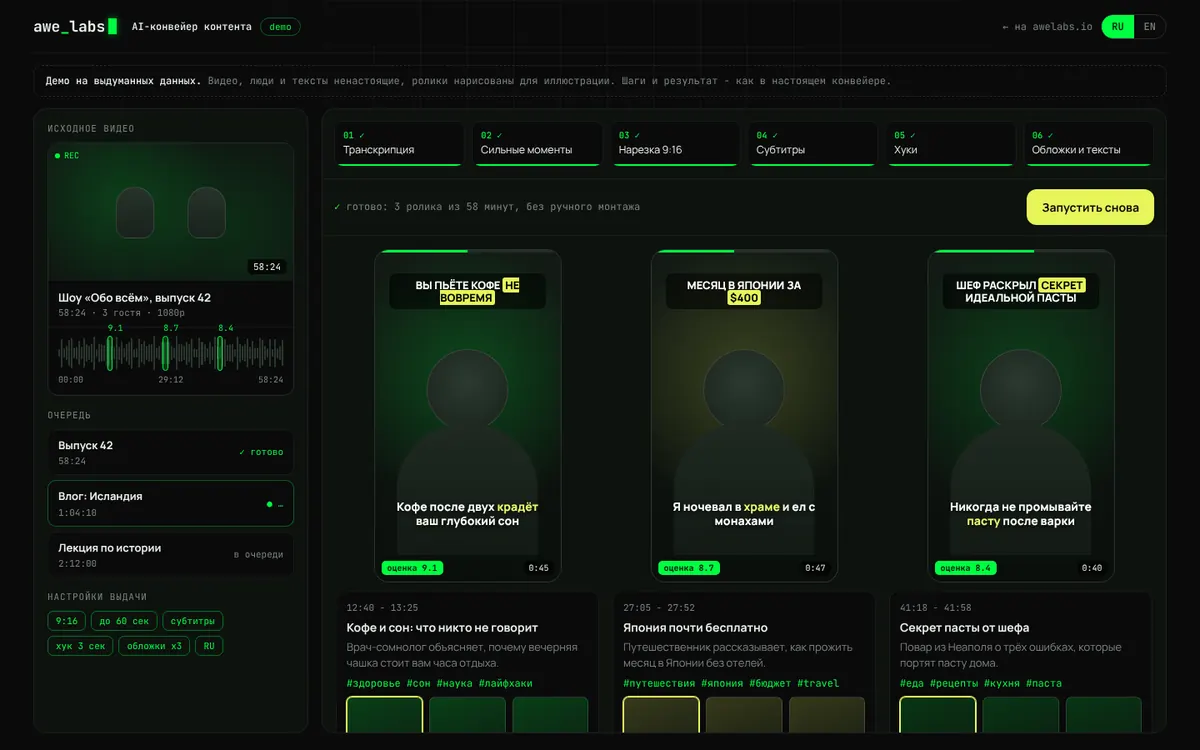 awe_labs
AI-конвейер контента
demo
← на awelabs.io
RU
EN
Демо на выдуманных данных. Видео, люди и тексты ненастоящие, ролики нарисованы для иллюстрации. Шаги и результат - как в настоящем конвейере.
ИСХОДНОЕ ВИДЕО
REC
58:24
Шоу «Обо всём», выпуск 42
58:24 · 3 гостя · 1080p
9.1
8.7
8.4
00:00
29:12
58:24
ОЧЕРЕДЬ
Выпуск 42
58:24
✓ готово
Влог: Исландия
1:04:10
…
Лекция по истории
2:12:00
в очереди
НАСТРОЙКИ ВЫДАЧИ
9:16
до 60 сек
субтитры
хук 3 сек
обложки x3
RU
01 ✓
Транскрипция
02 ✓
Сильные моменты
03 ✓
Нарезка 9:16
04 ✓
Субтитры
05 ✓
Хуки
06 ✓
Обложки и тексты
✓ готово: 3 ролика из 58 минут, без ручного монтажа
Запустить снова
ВЫ ПЬЁТЕ КОФЕ НЕ
ВОВРЕМЯ
Кофе после двух крадёт
ваш глубокий сон
оценка 9.1
0:45
12:40 - 13:25
Кофе и сон: что никто не говорит
Врач-сомнолог объясняет, почему вечерняя
чашка стоит вам часа отдыха.
#здоровье #сон #наука #лайфхаки
МЕСЯЦ В ЯПОНИИ ЗА
$400
Я ночевал в храме и ел с
монахами
оценка 8.7
0:47
27:05 - 27:52
Япония почти бесплатно
Путешественник рассказывает, как прожить
месяц в Японии без отелей.
#путешествия #япония #бюджет #travel
ШЕФ РАСКРЫЛ СЕКРЕТ
ИДЕАЛЬНОЙ ПАСТЫ
Никогда не промывайте
пасту после варки
оценка 8.4
0:40
41:18 - 41:58
Секрет пасты от шефа
Повар из Неаполя о трёх ошибках, которые
портят пасту дома.
#еда #рецепты #кухня #паста